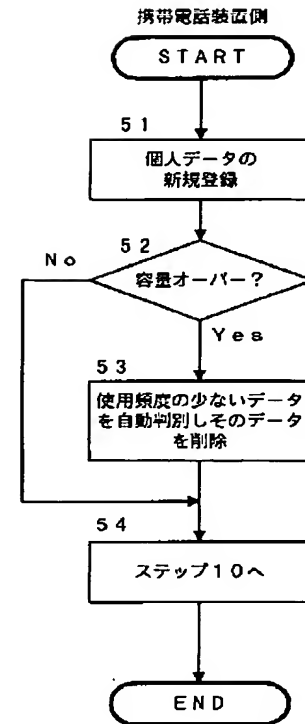 携帯電話装置側
START
51
個人データの
新規登録
No
52
容量オーバー？
Yes
53
使用頻度の少ないデータ
を自動判別しそのデータ
を削除
54
ステップ10へ
END